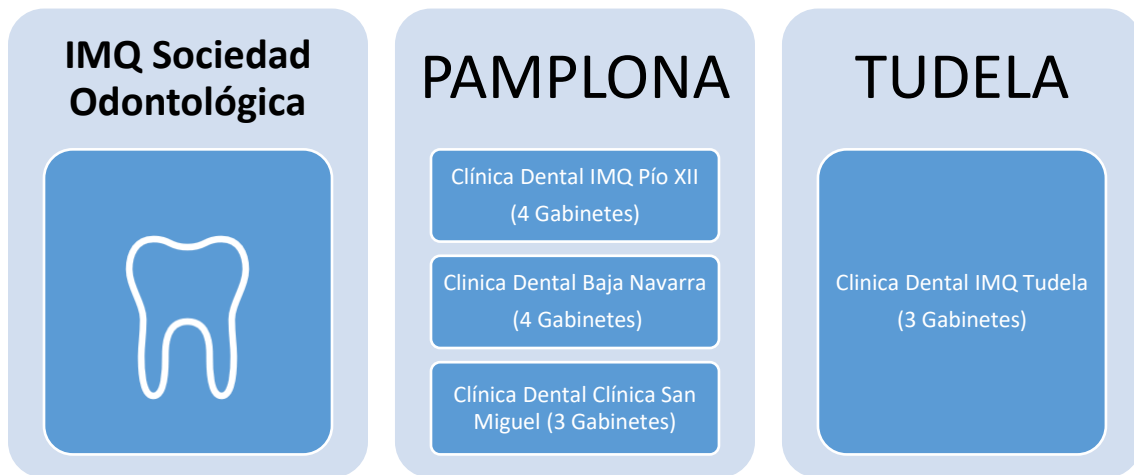 IMQ Sociedad
Odontológica
PAMPLONA
Clínica Dental IMQ Pío XII
(4 Gabinetes)
Clinica Dental Baja Navarra
(4 Gabinetes)
Clínica Dental Clínica San
Miguel (3 Gabinetes)
TUDELA
Clinica Dental IMQ Tudela
(3 Gabinetes)